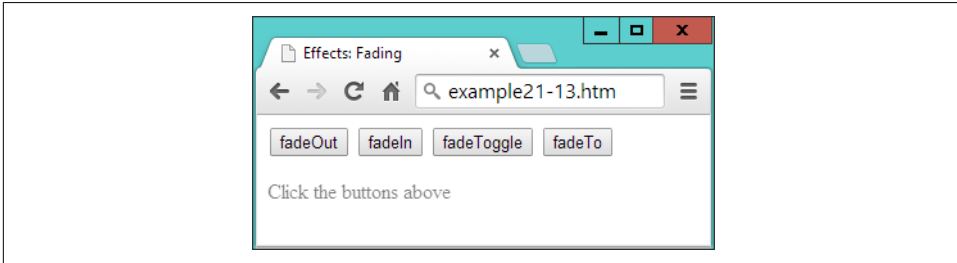 Effects: Fading
example21-13.htm
fadeOut fadeIn fadeToggle fadeTo
Click the buttons above